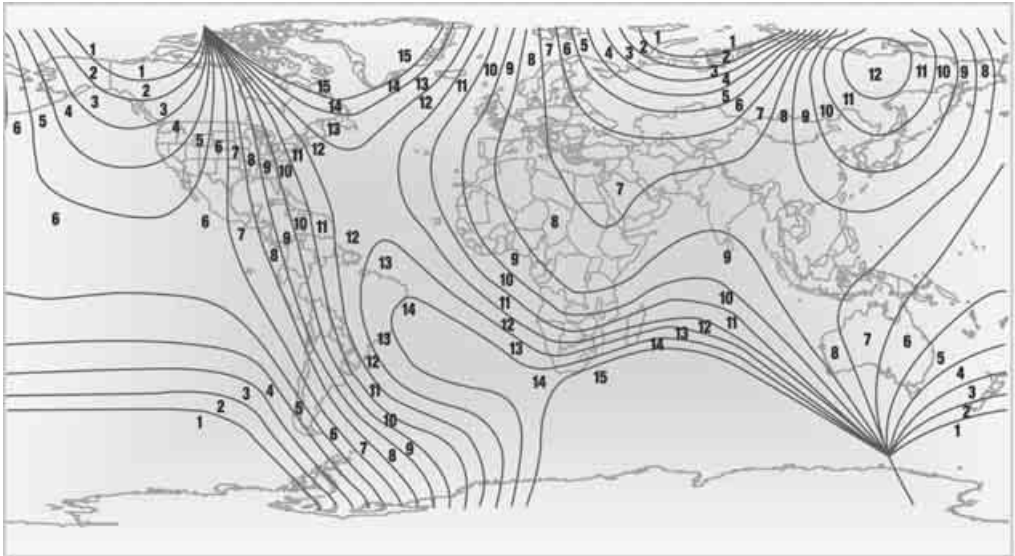 1 15 1 7 6 5 4 3 2 1
2 1 15 14 13 11 10 9 8 2 12 11 10 9 8
3 2 14 12 3 4 11
4 3 13 5 6 10
6 5 4 12 7 8 9
5 6 7 8 9 10 11
6 6 7 8 9 10 11 12 7
8
13 9 9
10
14 11 10
12 13 12 11
13 13 14 7 6
12 14 15 8 5
3 4 11 4
1 2 5 10 3
6 7 8 9 2
1